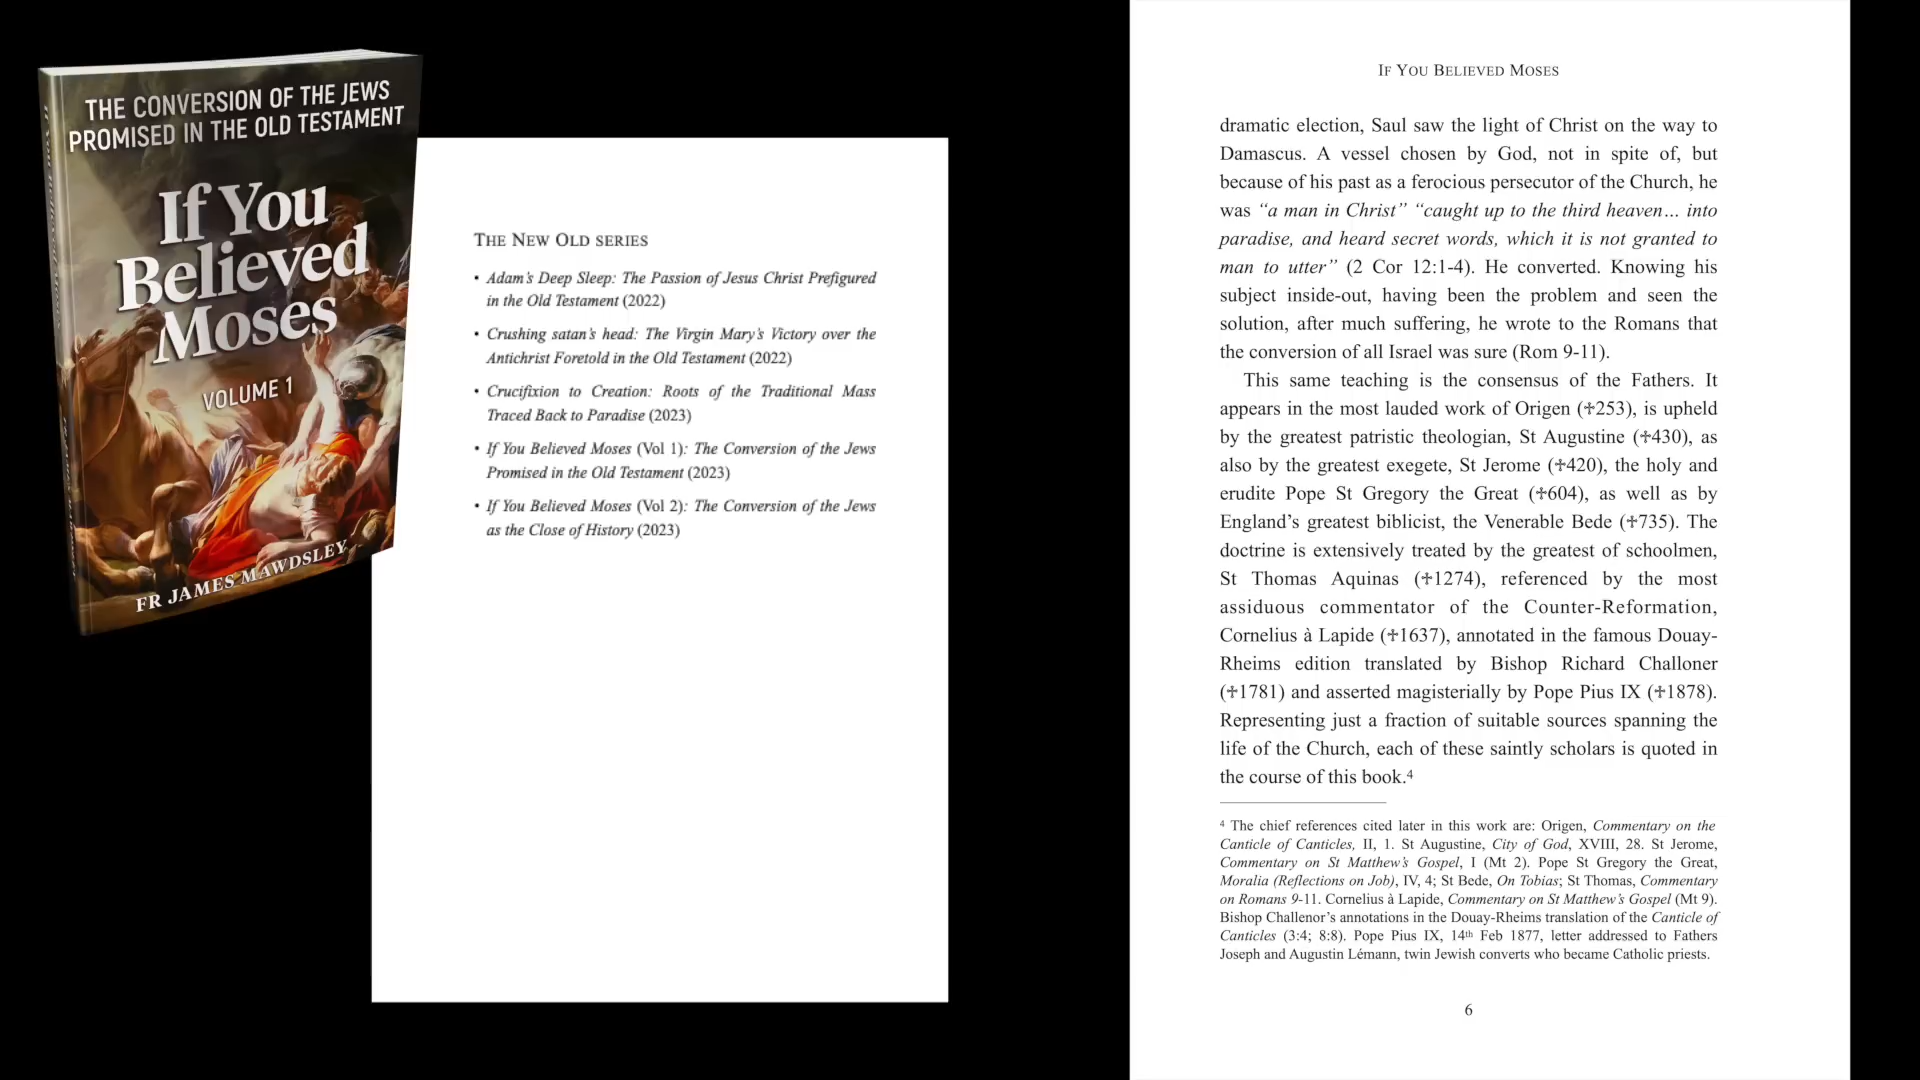 THE CONVERSION OF THE JEWS
PROMISED IN THE OLD TESTAMENT
If You
Believed
Moses
VOLUME 1
FR JAMES MAWDSLEY
THE NEW OLD SERIES
• Adam's Deep Sleep: The Passion of Jesus Christ Prefigured
in the Old Testament (2022)
• Crushing satan's head: The Virgin Mary's Victory over the
Antichrist Foretold in the Old Testament (2022)
• Crucifixion to Creation: Roots of the Traditional Mass
Traced Back to Paradise (2023)
• If You Believed Moses (Vol 1): The Conversion of the Jews
Promised in the Old Testament (2023)
• If You Believed Moses (Vol 2): The Conversion of the Jews
as the Close of History (2023)
IF YOU BELIEVED MOSES
dramatic election, Saul saw the light of Christ on the way to
Damascus. A vessel chosen by God, not in spite of, but
because of his past as a ferocious persecutor of the Church, he
was “a man in Christ” “caught up to the third heaven… into
paradise, and heard secret words, which it is not granted to
man to utter” (2 Cor 12:1-4). He converted. Knowing his
subject inside-out, having been the problem and seen the
solution, after much suffering, he wrote to the Romans that
the conversion of all Israel was sure (Rom 9-11).
This same teaching is the consensus of the Fathers. It
appears in the most lauded work of Origen (✝253), is upheld
by the greatest patristic theologian, St Augustine (✝430), as
also by the greatest exegete, St Jerome (✝420), the holy and
erudite Pope St Gregory the Great (✝604), as well as by
England’s greatest biblicist, the Venerable Bede (✝735). The
doctrine is extensively treated by the greatest of schoolmen,
St Thomas Aquinas (✝1274), referenced by the most
assiduous commentator of the Counter-Reformation,
Cornelius à Lapide (✝1637), annotated in the famous Douay-
Rheims edition translated by Bishop Richard Challoner
(✝1781) and asserted magisterially by Pope Pius IX (✝1878).
Representing just a fraction of suitable sources spanning the
life of the Church, each of these saintly scholars is quoted in
the course of this book.4
4 The chief references cited later in this work are: Origen, Commentary on the
Canticle of Canticles, II, 1. St Augustine, City of God, XVIII, 28. St Jerome,
Commentary on St Matthew’s Gospel, I (Mt 2). Pope St Gregory the Great,
Moralia (Reflections on Job), IV, 4; St Bede, On Tobias; St Thomas, Commentary
on Romans 9-11. Cornelius à Lapide, Commentary on St Matthew’s Gospel (Mt 9).
Bishop Challenor’s annotations in the Douay-Rheims translation of the Canticle of
Canticles (3:4; 8:8). Pope Pius IX, 14th Feb 1877, letter addressed to Fathers
Joseph and Augustin Lémann, twin Jewish converts who became Catholic priests.
6